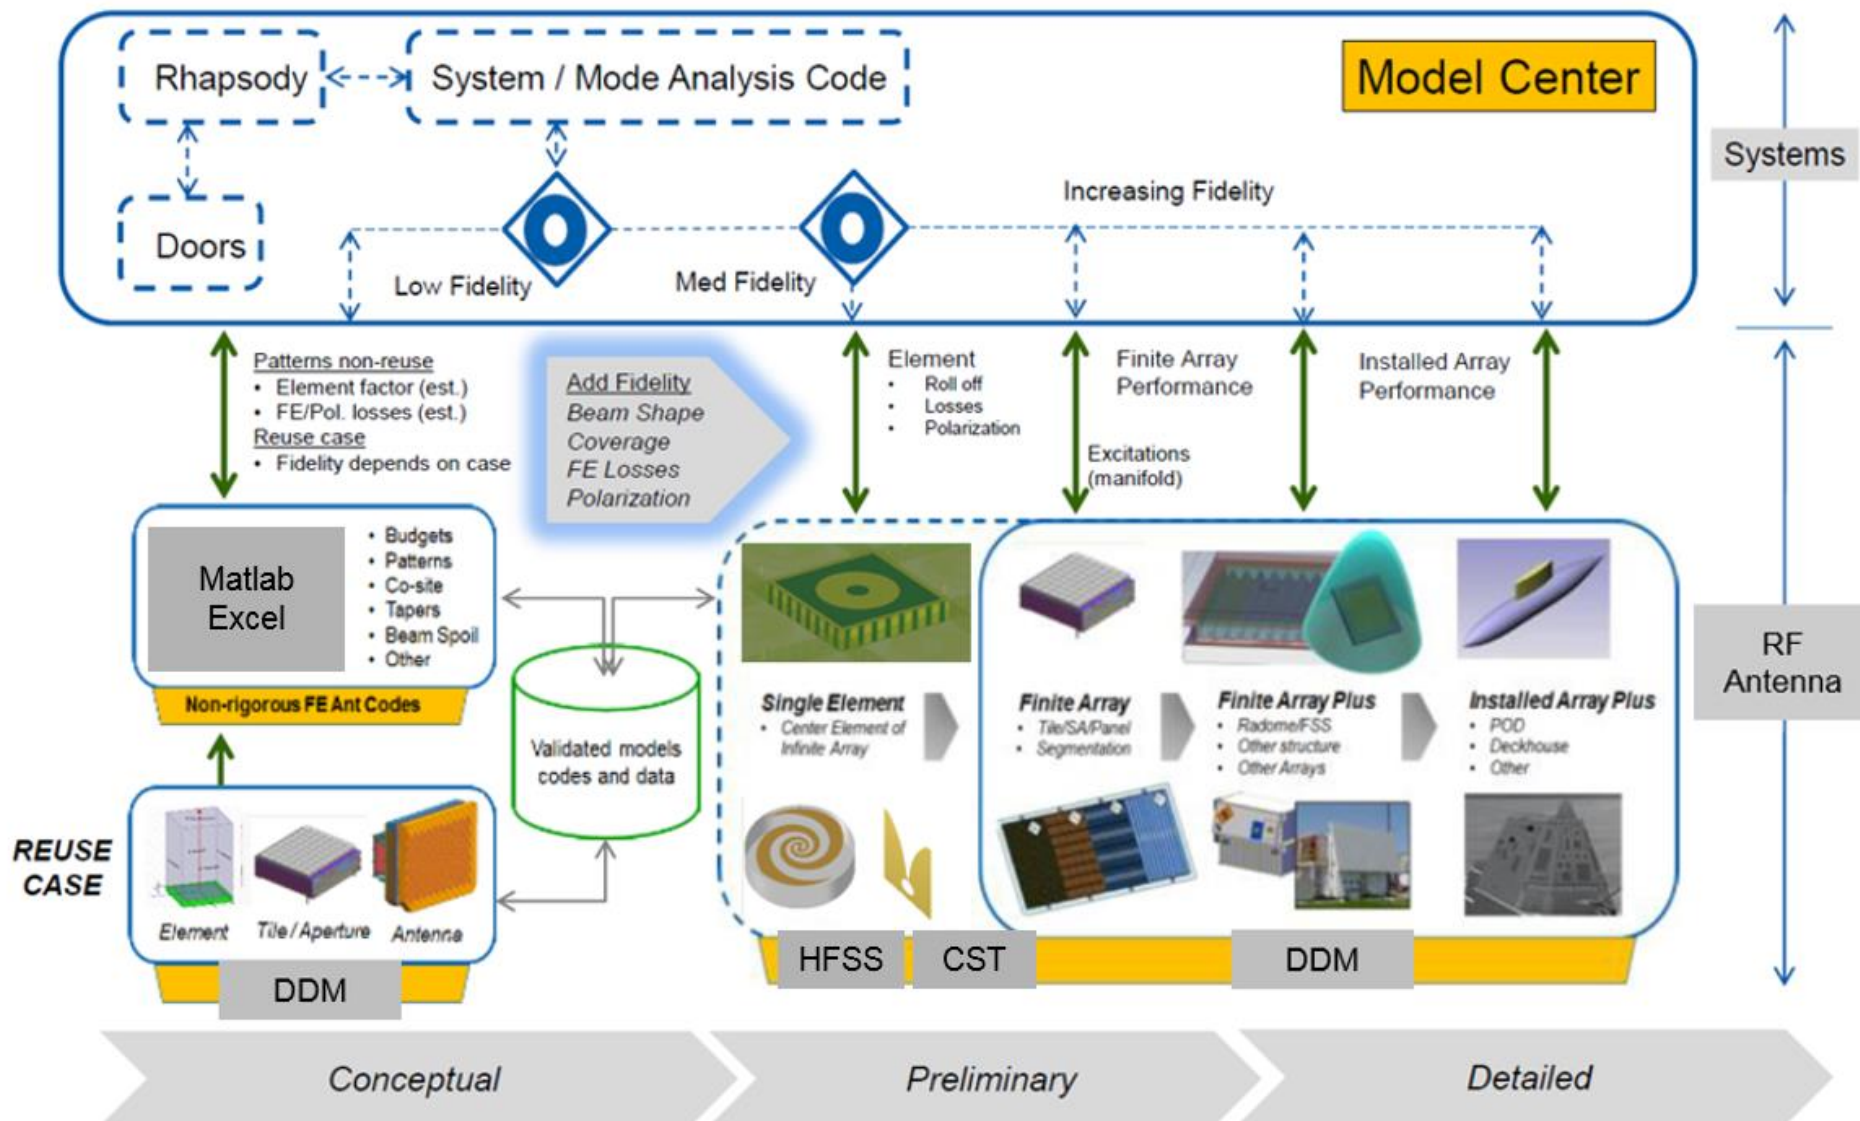 Rhapsody
System / Mode Analysis Code
Model Center
Systems
Doors
Increasing Fidelity
Low Fidelity
Med Fidelity
Patterns non-reuse
• Element factor (est.)
• FE/Pol. losses (est.)
Reuse case
• Fidelity depends on case
Add Fidelity
Beam Shape
Coverage
FE Losses
Polarization
Element
• Roll off
• Losses
• Polarization
Finite Array
Performance
Excitations
(manifold)
Installed Array
Performance
Matlab
Excel
• Budgets
• Patterns
• Co-site
• Tapers
• Beam Spoil
• Other
Non-rigorous FE Ant Codes
Validated models
codes and data
Single Element
• Center Element of
Infinite Array
Finite Array
• Tile/SA/Panel
• Segmentation
Finite Array Plus
• Radome/FSS
• Other structure
• Other Arrays
Installed Array Plus
• POD
• Deckhouse
• Other
RF
Antenna
REUSE
CASE
Element
Tile / Aperture
Antenna
DDM
HFSS
CST
DDM
Conceptual
Preliminary
Detailed